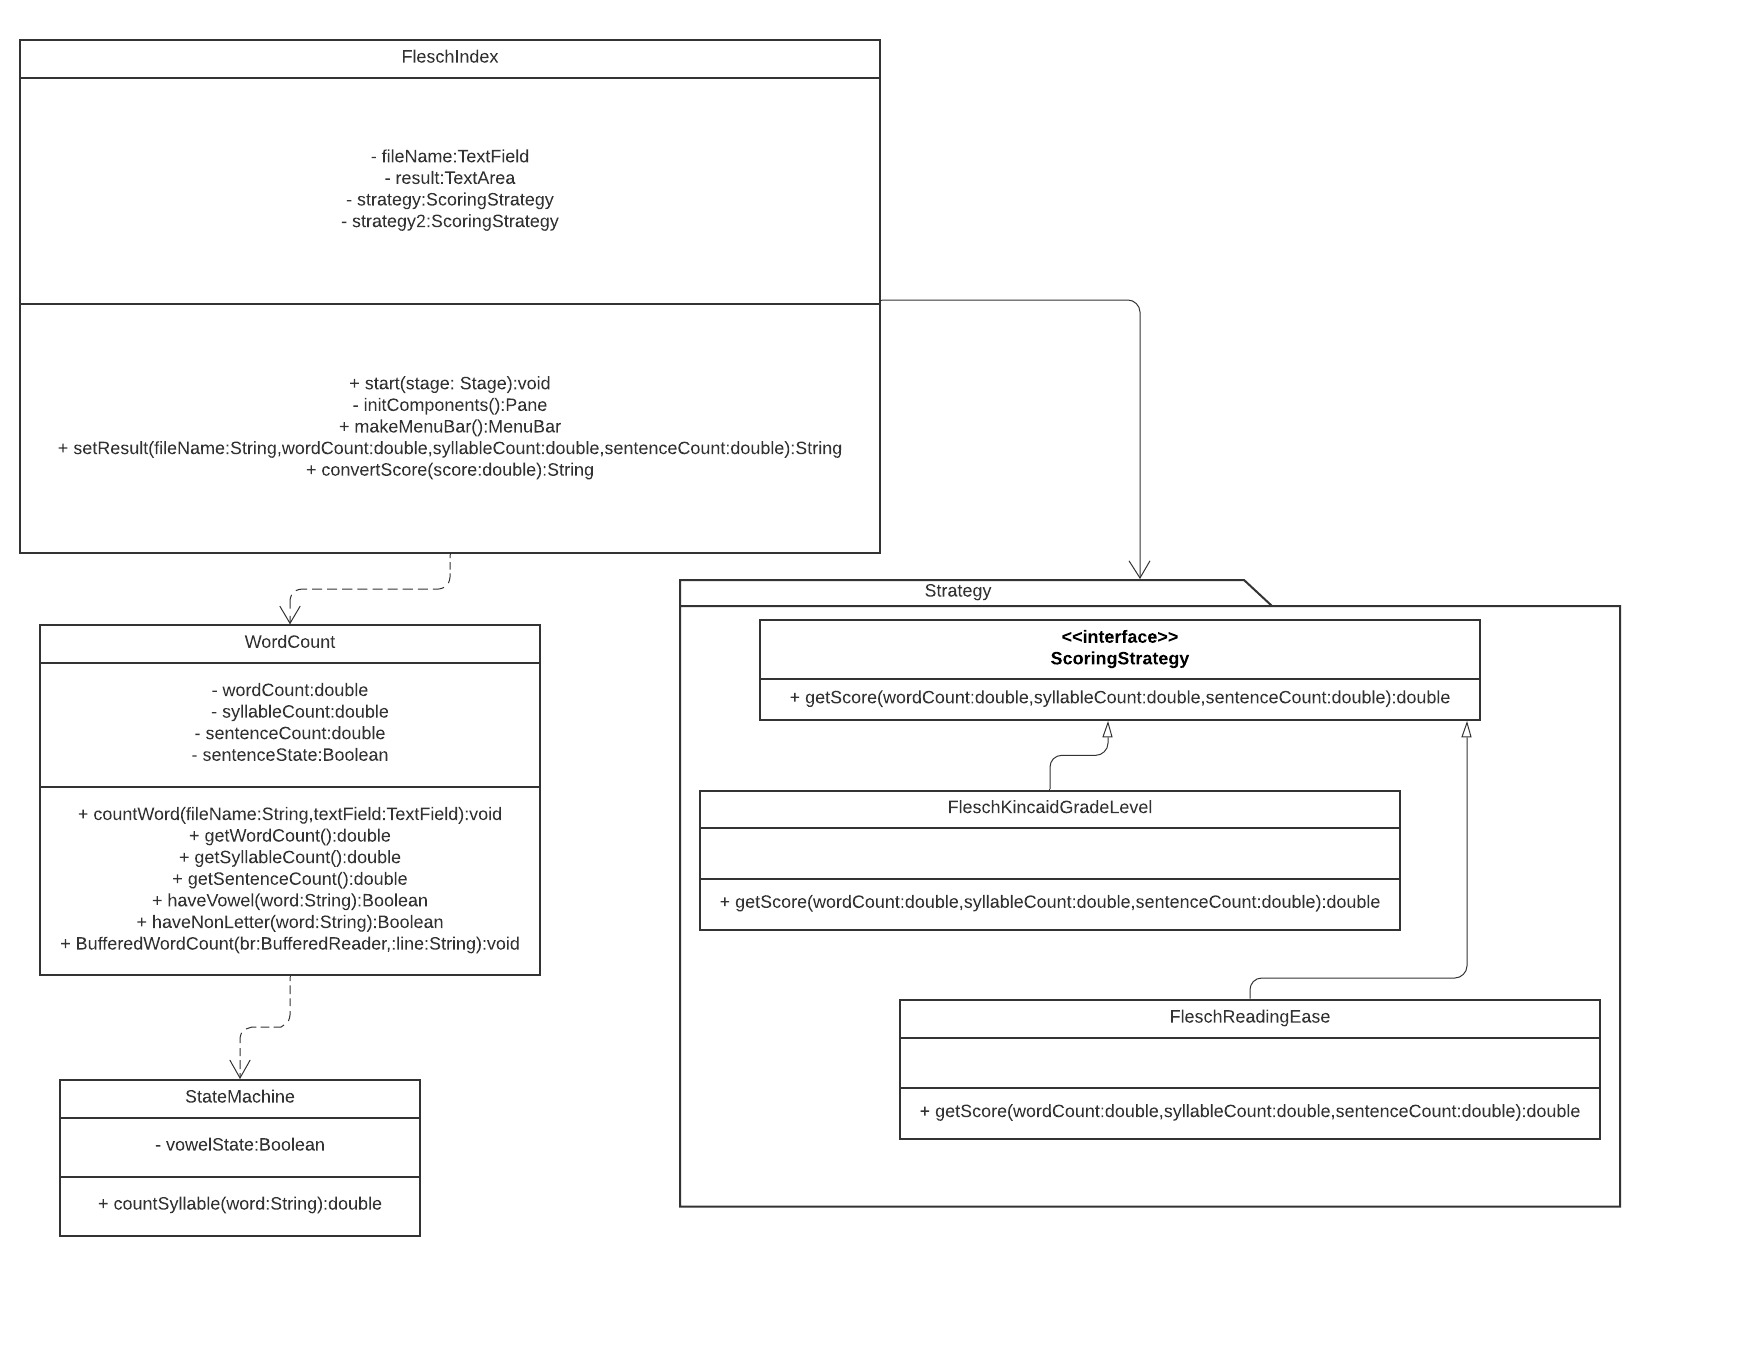 FleschIndex
- fileName:TextField
- result:TextArea
- strategy:ScoringStrategy
- strategy2:ScoringStrategy
+ start(stage: Stage):void
- initComponents():Pane
+ makeMenuBar():MenuBar
+ setResult(fileName:String,wordCount:double,syllableCount:double,sentenceCount:double):String
+ convertScore(score:double):String
WordCount
- wordCount:double
- syllableCount:double
- sentenceCount:double
- sentenceState:Boolean
+ countWord(fileName:String,textField:TextField):void
+ getWordCount():double
+ getSyllableCount():double
+ getSentenceCount():double
+ haveVowel(word:String):Boolean
+ haveNonLetter(word:String):Boolean
+ BufferedWordCount(br:BufferedReader,:line:String):void
StateMachine
- vowelState:Boolean
+ countSyllable(word:String):double
Strategy
<<interface>>
ScoringStrategy
+ getScore(wordCount:double,syllableCount:double,sentenceCount:double):double
FleschKincaidGradeLevel
+ getScore(wordCount:double,syllableCount:double,sentenceCount:double):double
FleschReadingEase
+ getScore(wordCount:double,syllableCount:double,sentenceCount:double):double